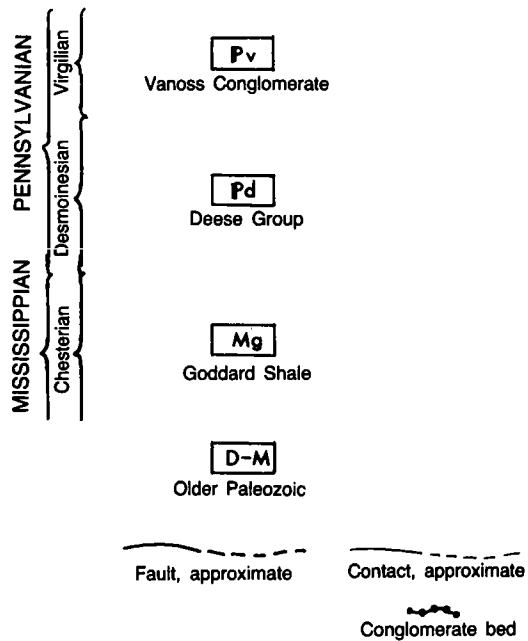 PENNSYLVANIAN
Virgilian
Desmoinesian
MISSISSIPPIAN
Chesterian
Pv
Vanoss Conglomerate
Pd
Deese Group
Mg
Goddard Shale
D-M
Older Paleozoic
Fault, approximate
Contact, approximate
Conglomerate bed